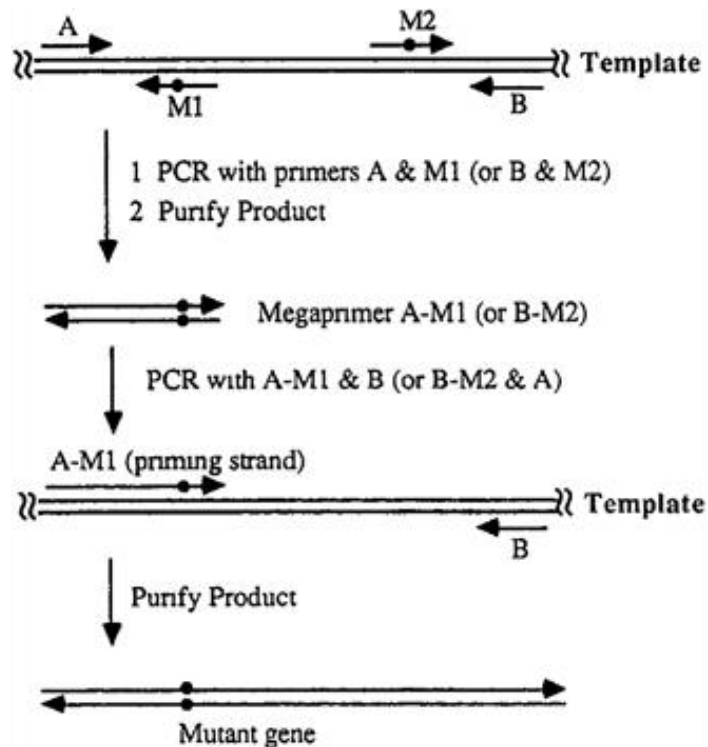 A
M2
Template
M1
B
1 PCR with primers A & M1 (or B & M2)
2 Purify Product
Megaprimer A-M1 (or B-M2)
PCR with A-M1 & B (or B-M2 & A)
A-M1 (priming strand)
Template
B
Purify Product
Mutant gene